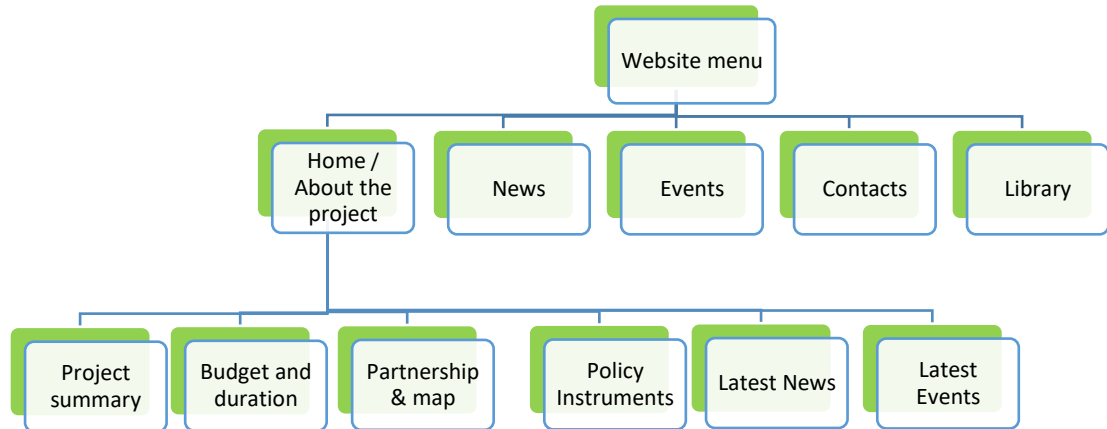 Website menu
Home /
About the
project
News
Events
Contacts
Library
Project
summary
Budget and
duration
Partnership
& map
Policy
Instruments
Latest News
Latest
Events